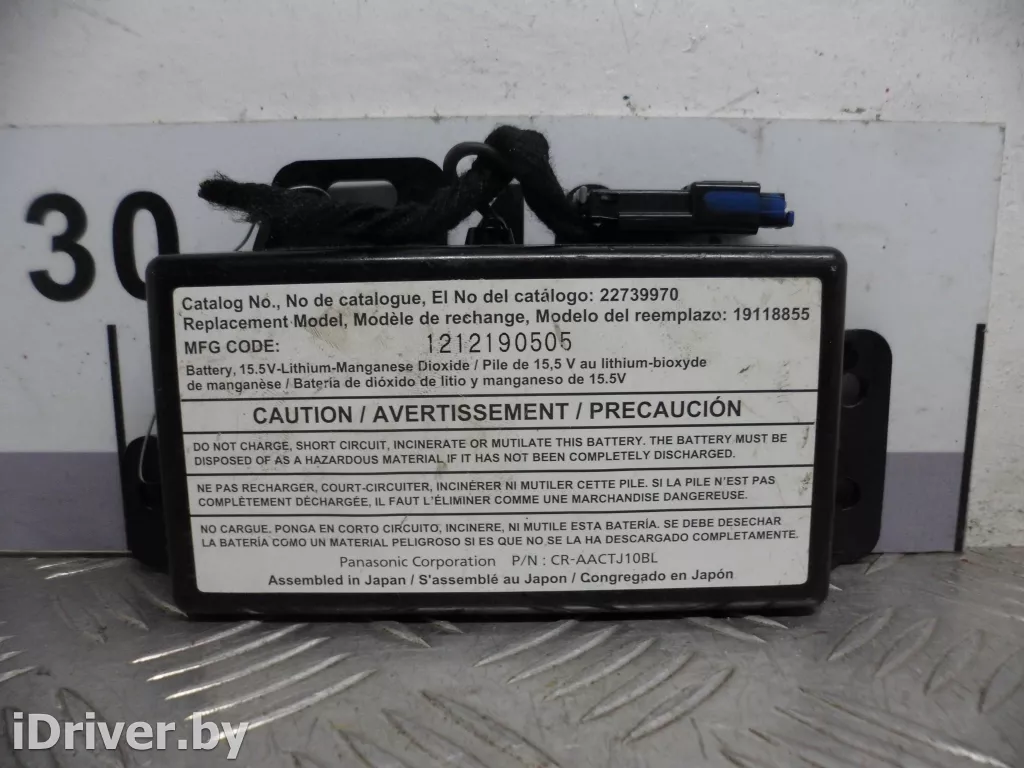 30
Catalog No., No de catalogue, El No del catálogo: 22739970
Replacement Model, Modèle de rechange, Modelo del reemplazo: 19118855
MFG CODE: 1212190505
Battery, 15.5V-Lithium-Manganese Dioxide / Pile de 15,5 V au lithium-bioxyde
de manganèse / Batería de dióxido de litio y manganeso de 15.5V
CAUTION / AVERTISSEMENT / PRECAUCIÓN
DO NOT CHARGE, SHORT CIRCUIT, INCINERATE OR MUTILATE THIS BATTERY. THE BATTERY MUST BE
DISPOSED OF AS A HAZARDOUS MATERIAL IF IT HAS NOT BEEN COMPLETELY DISCHARGED.
NE PAS RECHARGER, COURT-CIRCUITER, INCINÉRER NI MUTILER CETTE PILE. SI LA PILE N'EST PAS
COMPLÈTEMENT DÉCHARGÉE, IL FAUT L'ÉLIMINER COMME UNE MARCHANDISE DANGEREUSE.
NO CARGUE, PONGA EN CORTO CIRCUITO, INCINERE, NI MUTILE ESTA BATERÍA. SE DEBE DESECHAR
LA BATERÍA COMO UN MATERIAL PELIGROSO SI ES QUE NO SE LA HA DESCARGADO COMPLETAMENTE.
Panasonic Corporation P/N : CR-AACTJ10BL
Assembled in Japan / S'assemblé au Japon / Congregado en Japón
iDriver.by